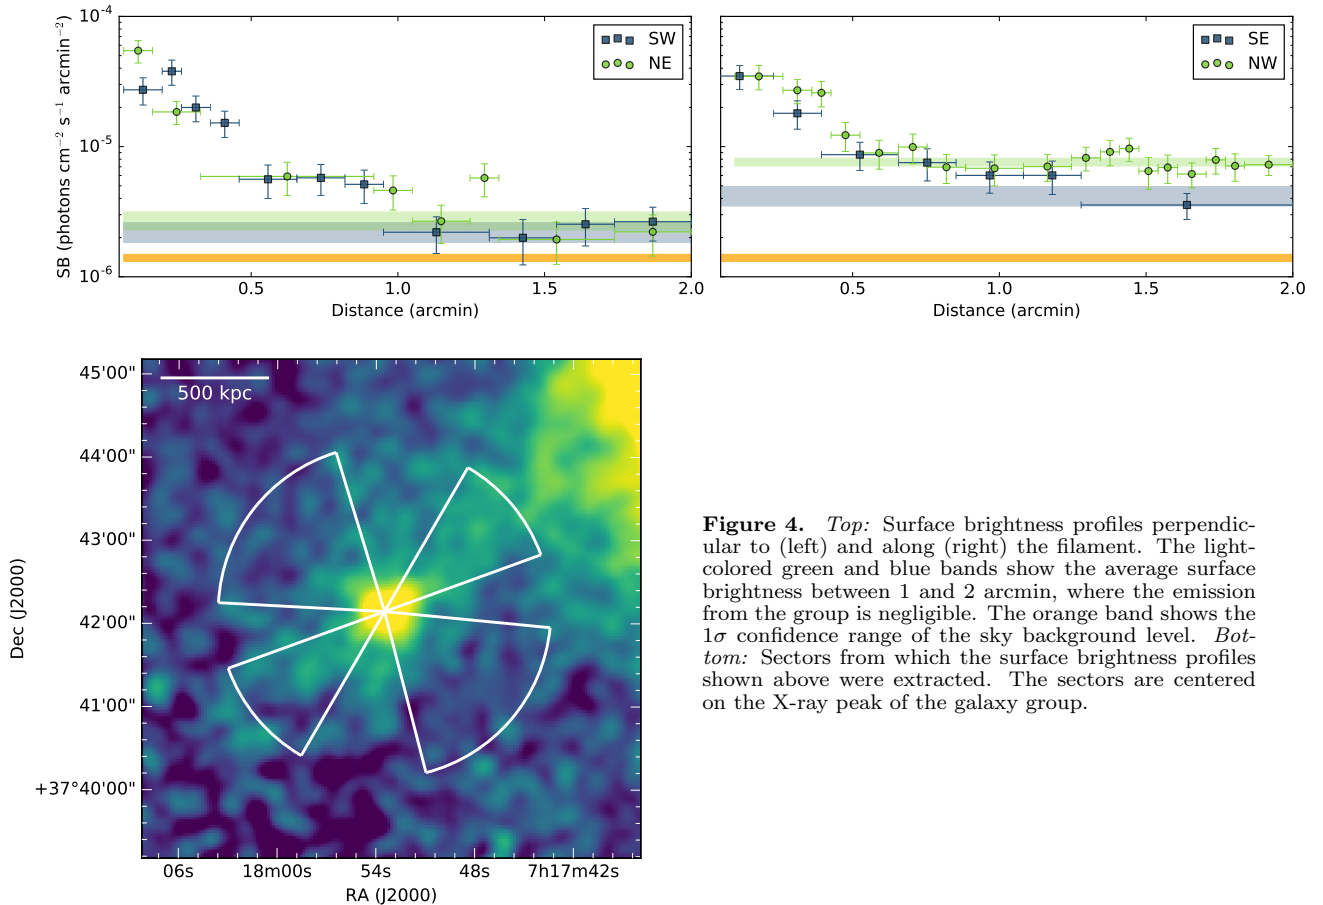 SB (photons cm⁻² s⁻¹ arcmin⁻²)
10⁻⁴
10⁻⁵
10⁻⁶
SW
NE
0.5
1.0
1.5
2.0
Distance (arcmin)
SE
NW
0.5
1.0
1.5
2.0
Distance (arcmin)
500 kpc
45'00"
44'00"
43'00"
42'00"
41'00"
+37°40'00"
Dec (J2000)
06s
18m00s
54s
48s
7h17m42s
RA (J2000)
Figure 4. Top: Surface brightness profiles perpendic-
ular to (left) and along (right) the filament. The light-
colored green and blue bands show the average surface
brightness between 1 and 2 arcmin, where the emission
from the group is negligible. The orange band shows the
1σ confidence range of the sky background level. Bot-
tom: Sectors from which the surface brightness profiles
shown above were extracted. The sectors are centered
on the X-ray peak of the galaxy group.